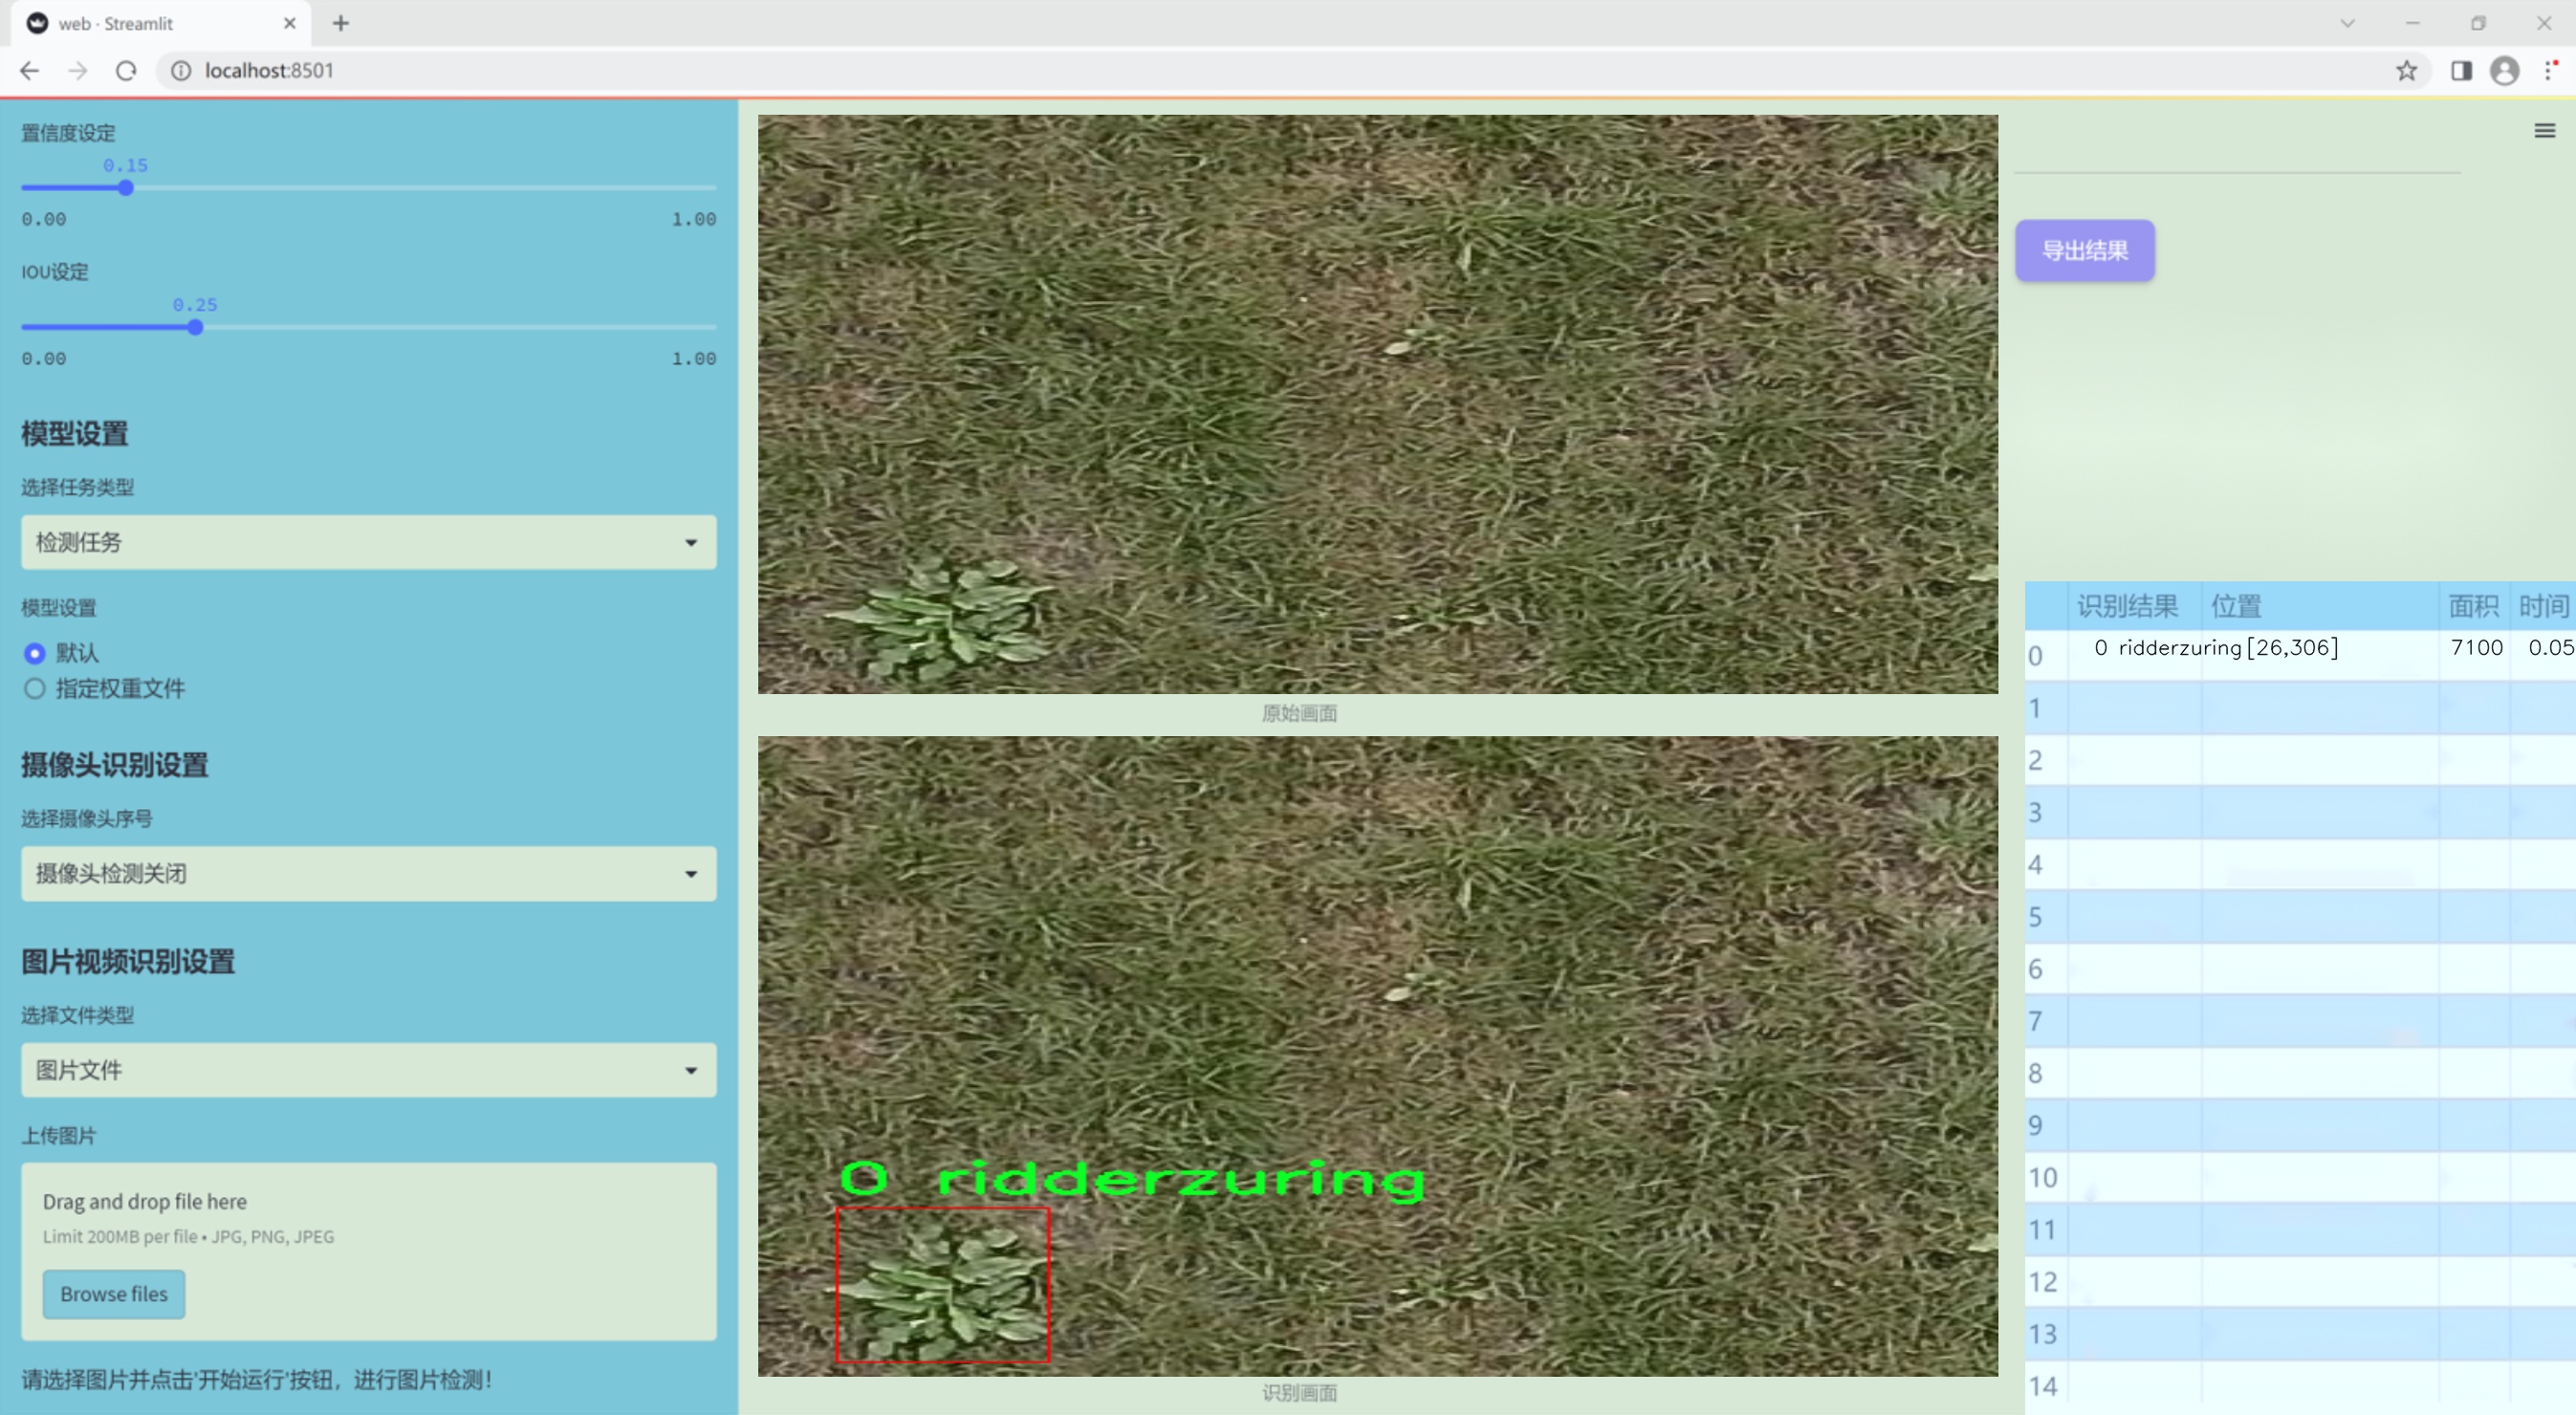 web · Streamlit
localhost:8501
置信度设定
0.15
0.00 1.00
IOU设定
0.25
0.00 1.00
模型设置
选择任务类型
检测任务
模型设置
默认
指定权重文件
摄像头识别设置
选择摄像头序号
摄像头检测关闭
图片视频识别设置
选择文件类型
图片文件
上传图片
Drag and drop file here
Limit 200MB per file • JPG, PNG, JPEG
Browse files
请选择图片并点击'开始运行'按钮，进行图片检测！
原始画面
0 ridderzuring
识别画面
导出结果
识别结果 位置 面积 时间
0 0 ridderzuring [26,306] 7100 0.05
1
2
3
4
5
6
7
8
9
10
11
12
13
14